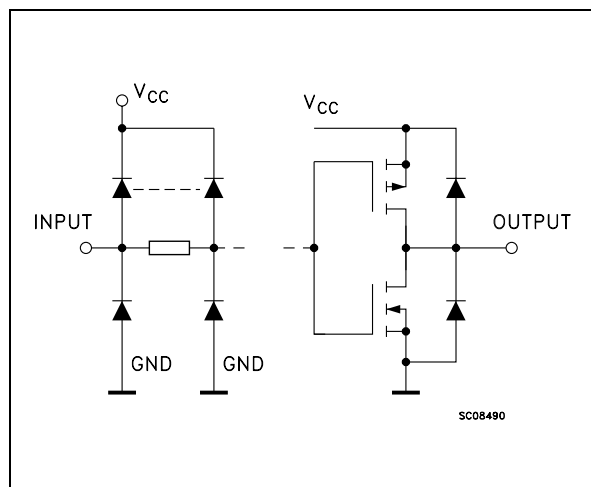 VCC
VCC
INPUT
OUTPUT
GND
GND
SC08490